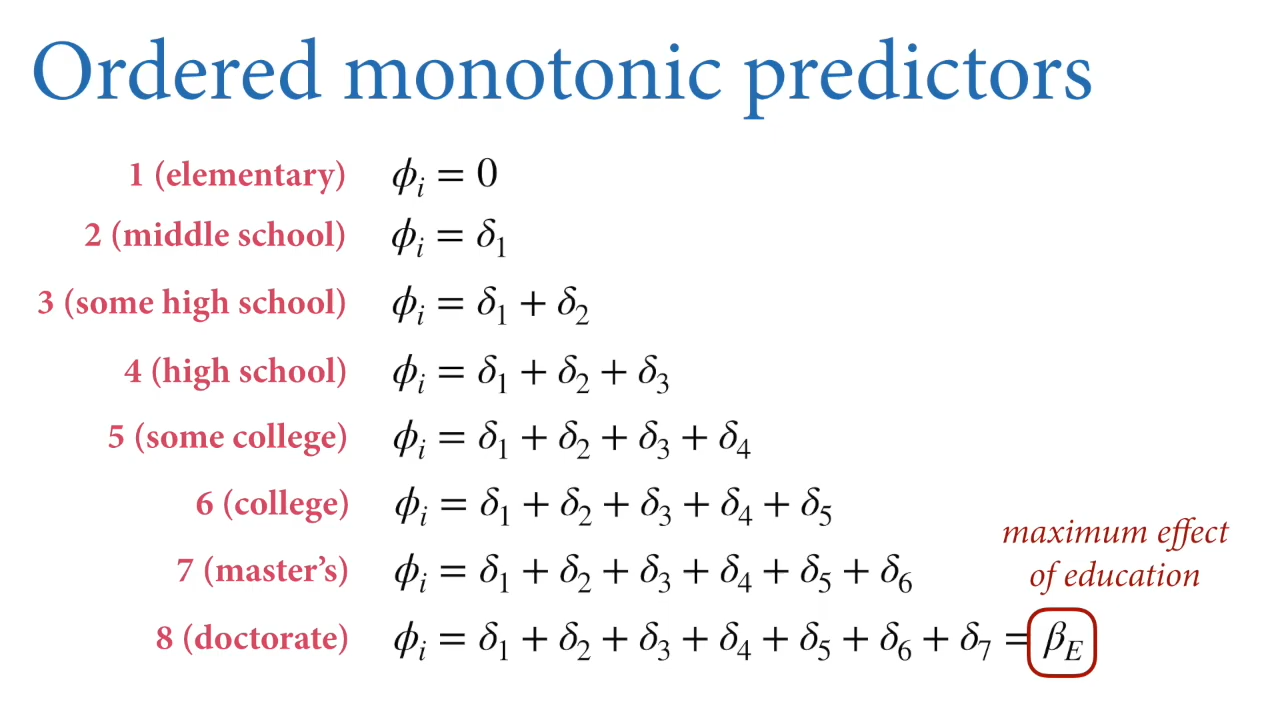 Ordered monotonic predictors
1 (elementary) ϕᵢ = 0
2 (middle school) ϕᵢ = δ₁
3 (some high school) ϕᵢ = δ₁ + δ₂
4 (high school) ϕᵢ = δ₁ + δ₂ + δ₃
5 (some college) ϕᵢ = δ₁ + δ₂ + δ₃ + δ₄
6 (college) ϕᵢ = δ₁ + δ₂ + δ₃ + δ₄ + δ₅
7 (master’s) ϕᵢ = δ₁ + δ₂ + δ₃ + δ₄ + δ₅ + δ₆
maximum effect
of education
8 (doctorate) ϕᵢ = δ₁ + δ₂ + δ₃ + δ₄ + δ₅ + δ₆ + δ₇ = β_E